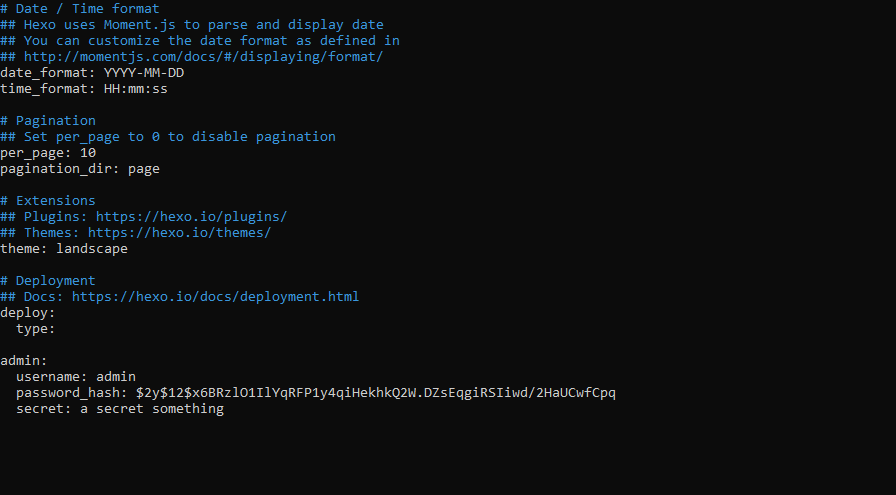 # Date / Time format
## Hexo uses Moment.js to parse and display date
## You can customize the date format as defined in
## http://momentjs.com/docs/#/displaying/format/
date_format: YYYY-MM-DD
time_format: HH:mm:ss

# Pagination
## Set per_page to 0 to disable pagination
per_page: 10
pagination_dir: page

# Extensions
## Plugins: https://hexo.io/plugins/
## Themes: https://hexo.io/themes/
theme: landscape

# Deployment
## Docs: https://hexo.io/docs/deployment.html
deploy:
  type:

admin:
  username: admin
  password_hash: $2y$12$x6BRzlO1IlYqRFP1y4qiHekhkQ2W.DZsEqgiRSIiwd/2HaUCwfCpq
  secret: a secret something